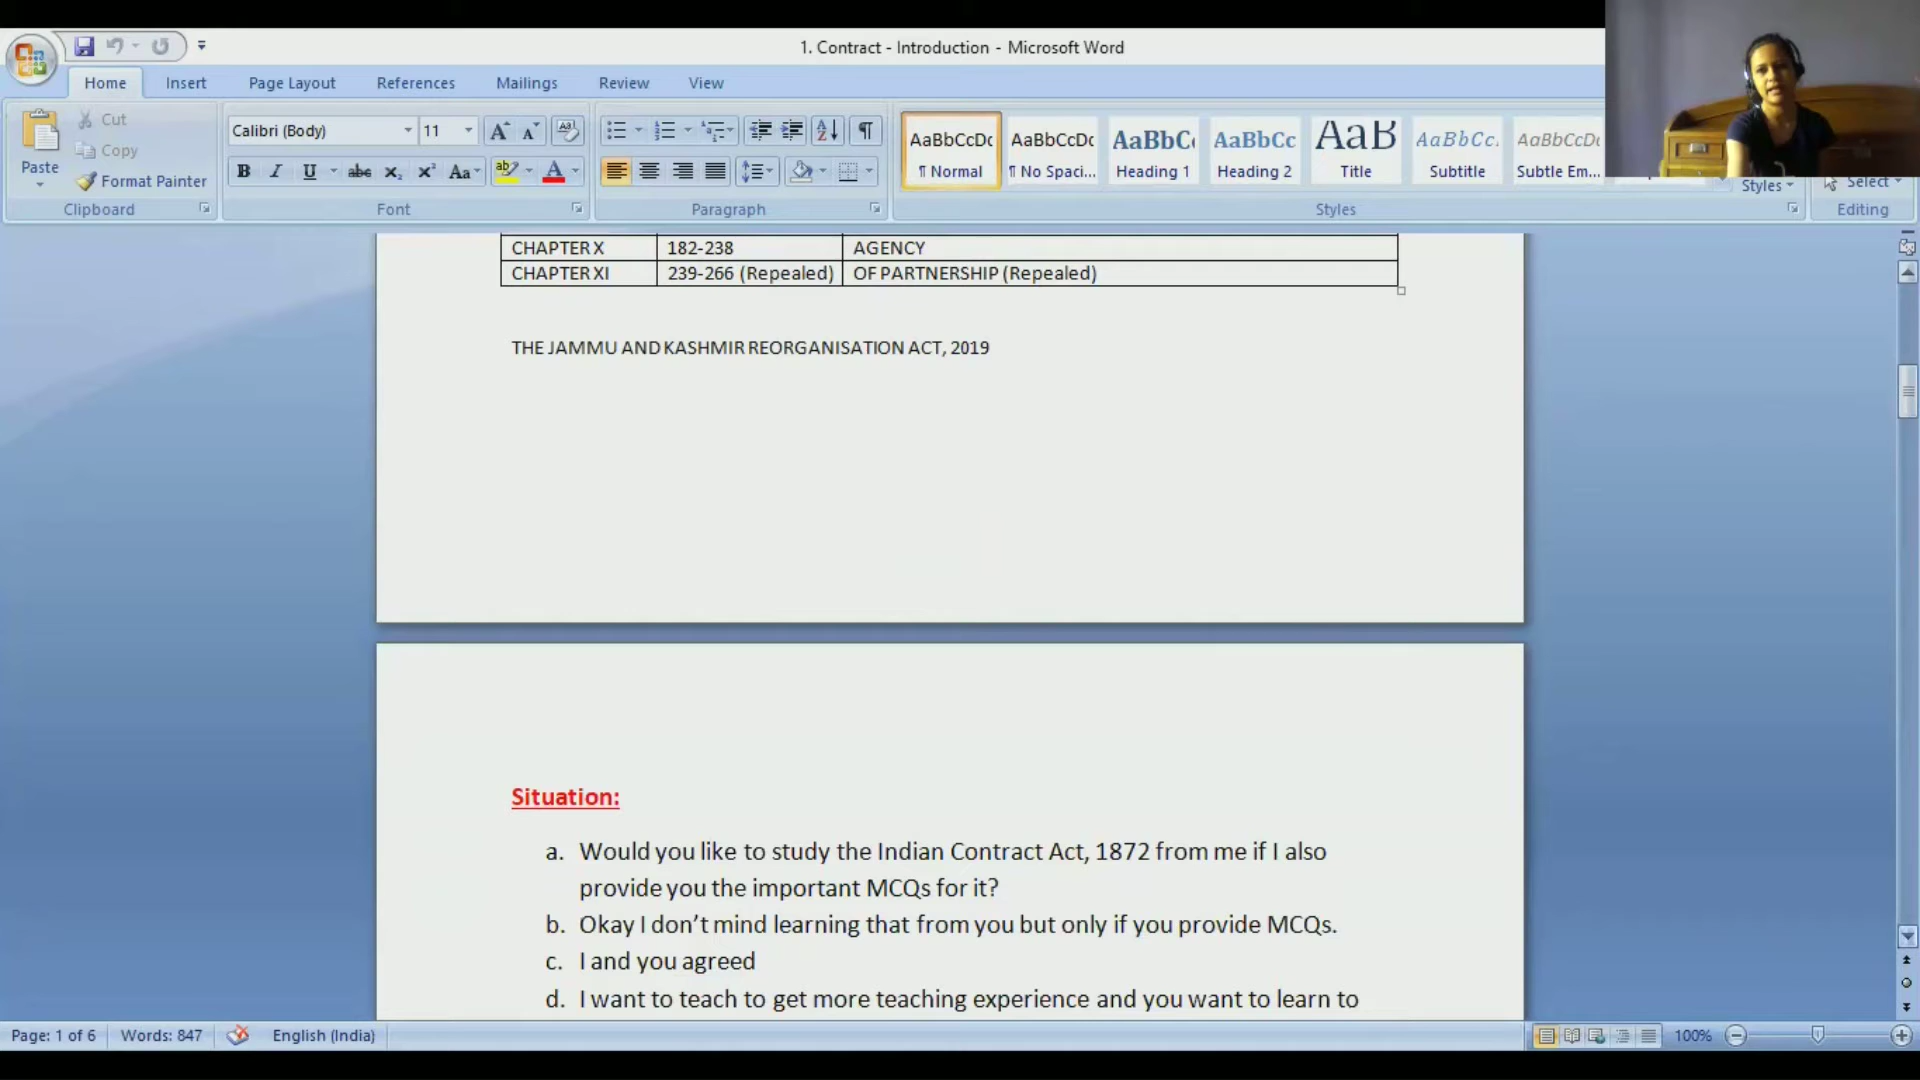 1. Contract - Introduction - Microsoft Word
Home Insert Page Layout References Mailings Review View
Paste
Cut
Copy
Format Painter
Calibri (Body) 11
B I U abc X₂ X² Aa ab A
AaBbCcDc AaBbCcDc AaBbC AaBbCc AaB AaBbCc. AaBbCcDc
¶ Normal ¶ No Spaci... Heading 1 Heading 2 Title Subtitle Subtle Em...
Styles Select
Clipboard Font Paragraph Styles Editing
CHAPTER X 182-238 AGENCY
CHAPTER XI 239-266 (Repealed) OF PARTNERSHIP (Repealed)
THE JAMMU AND KASHMIR REORGANISATION ACT, 2019
Situation:
a. Would you like to study the Indian Contract Act, 1872 from me if I also
provide you the important MCQs for it?
b. Okay I don’t mind learning that from you but only if you provide MCQs.
c. I and you agreed
d. I want to teach to get more teaching experience and you want to learn to
Page: 1 of 6 Words: 847 English (India) 100%